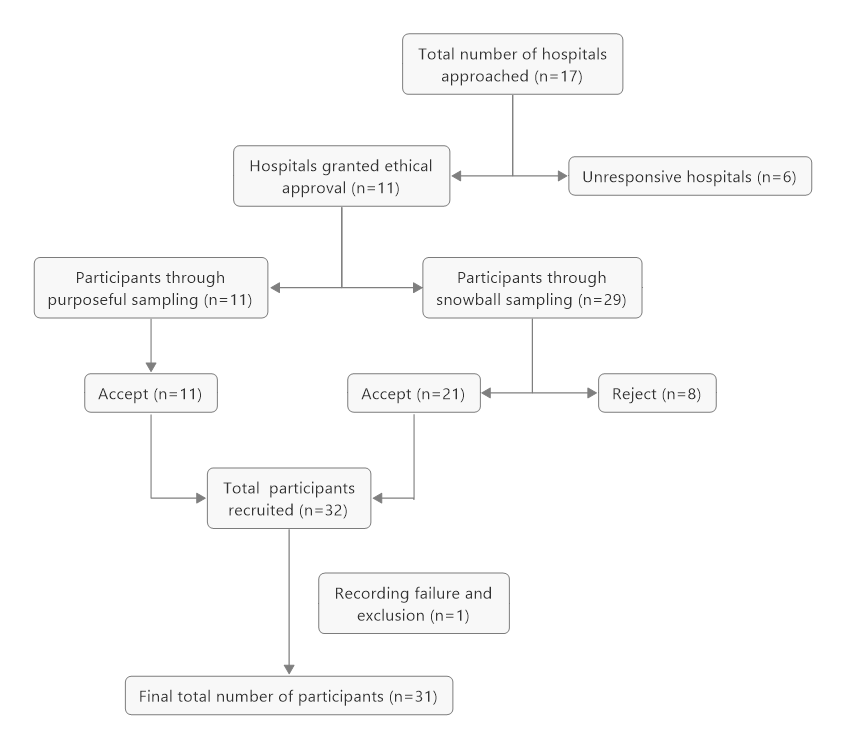 Total number of hospitals
approached (n=17)
Hospitals granted ethical
approval (n=11)
Unresponsive hospitals (n=6)
Participants through
purposeful sampling (n=11)
Participants through
snowball sampling (n=29)
Accept (n=11)
Accept (n=21)
Reject (n=8)
Total participants
recruited (n=32)
Recording failure and
exclusion (n=1)
Final total number of participants (n=31)